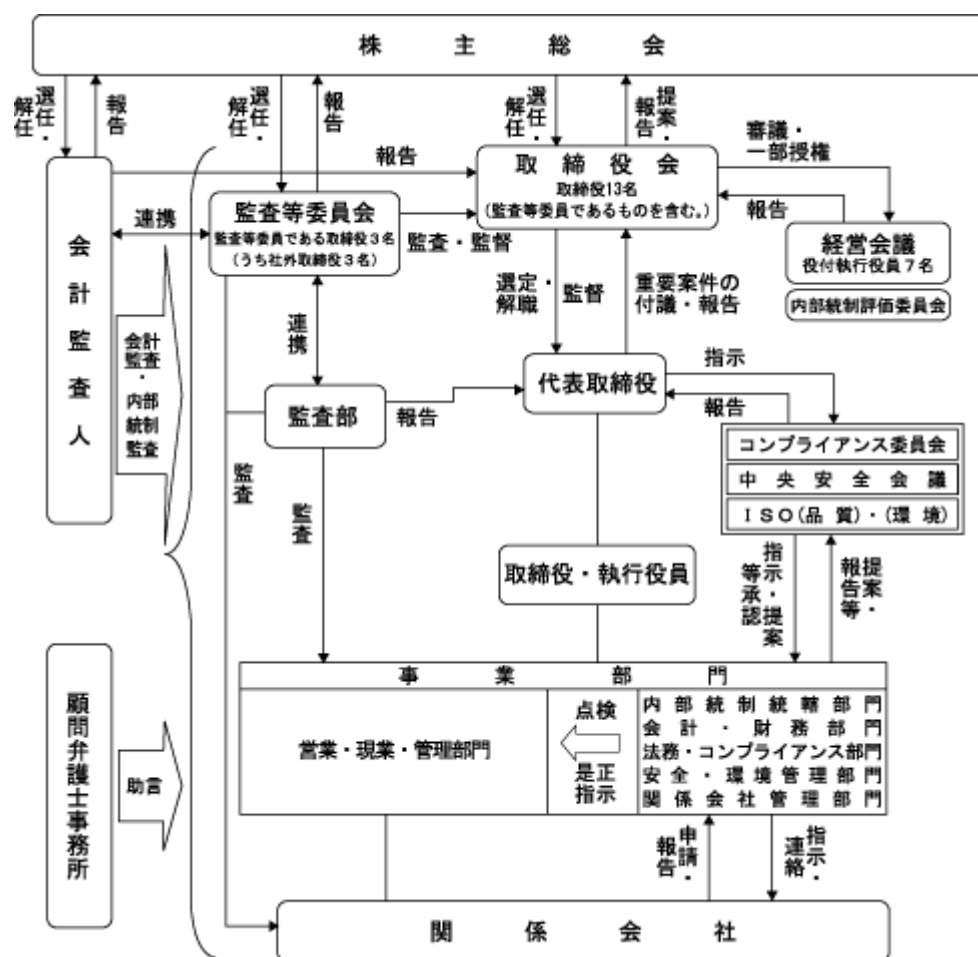 株主総会
選任・
解任
報告
選任・
解任
報告
選任・
解任
提案・
報告
審議・
一部授権
報告
取締役会
取締役13名
(監査等委員であるものを含む。)
報告
連携
監査等委員会
監査等委員である取締役3名
(うち社外取締役3名)
監査・監督
経営会議
役付執行役員7名
内部統制評価委員会
会計監査人
選定・
解職
監督
重要案件の
付議・報告
連携
会計
監査
・
内部
統制
監査
監査部
報告
代表取締役
指示
報告
コンプライアンス委員会
中央安全会議
ISO(品質)・(環境)
監査
監査
取締役・執行役員
指示・提案
等承認
提案・
報告等
事業部門
営業・現業・管理部門
点検
是正
指示
内部統制統轄部門
会計・財務部門
法務・コンプライアンス部門
安全・環境管理部門
関係会社管理部門
顧問弁護士事務所
助言
申請・
報告
指示・
連絡
関係会社